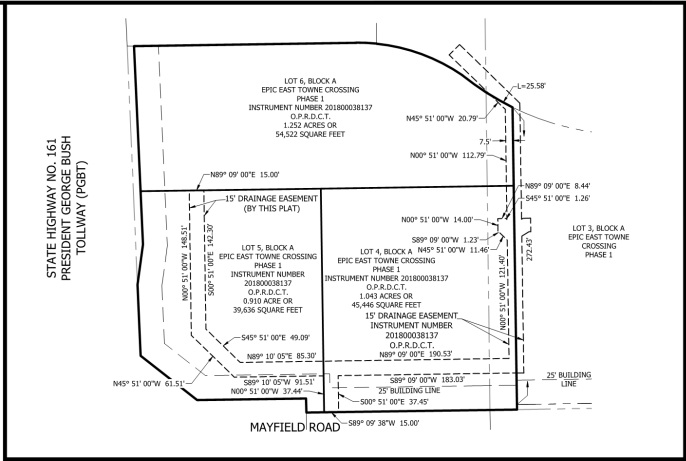 STATE HIGHWAY NO. 161
PRESIDENT GEORGE BUSH
TOLLWAY (PGBT)
LOT 6, BLOCK A
EPIC EAST TOWNE CROSSING
PHASE 1
INSTRUMENT NUMBER 201800038137
O.P.R.D.C.T.
1.252 ACRES OR
54,522 SQUARE FEET
L=25.58'
N45° 51' 00"W 20.79'
7.5'
N00° 51' 00"W 112.79'
N89° 09' 00"E 15.00'
N89° 09' 00"E 8.44'
S45° 51' 00"E 1.26'
15' DRAINAGE EASEMENT
(BY THIS PLAT)
N00° 51' 00"W 148.51'
S00° 51' 00"E 142.30'
N00° 51' 00"W 14.00'
S89° 09' 00"W 1.23'
N45° 51' 00"W 11.46'
LOT 3, BLOCK A
EPIC EAST TOWNE
CROSSING
PHASE 1
272.43'
LOT 5, BLOCK A
EPIC EAST TOWNE CROSSING
PHASE 1
INSTRUMENT NUMBER
201800038137
O.P.R.D.C.T.
0.910 ACRE OR
39,636 SQUARE FEET
LOT 4, BLOCK A
EPIC EAST TOWNE CROSSING
PHASE 1
INSTRUMENT NUMBER 201800038137
O.P.R.D.C.T.
1.043 ACRES OR
45,446 SQUARE FEET
N00° 51' 00"W 121.40'
15' DRAINAGE EASEMENT
INSTRUMENT NUMBER
201800038137
O.P.R.D.C.T.
S45° 51' 00"E 49.09'
N89° 10' 05"E 85.30'
N89° 09' 00"E 190.53'
N45° 51' 00"W 61.51'
S89° 10' 05"W 91.51'
S89° 09' 00"W 183.03'
N00° 51' 00"W 37.44'
25' BUILDING LINE
25' BUILDING
LINE
S00° 51' 00"E 37.45'
MAYFIELD ROAD
S89° 09' 38"W 15.00'